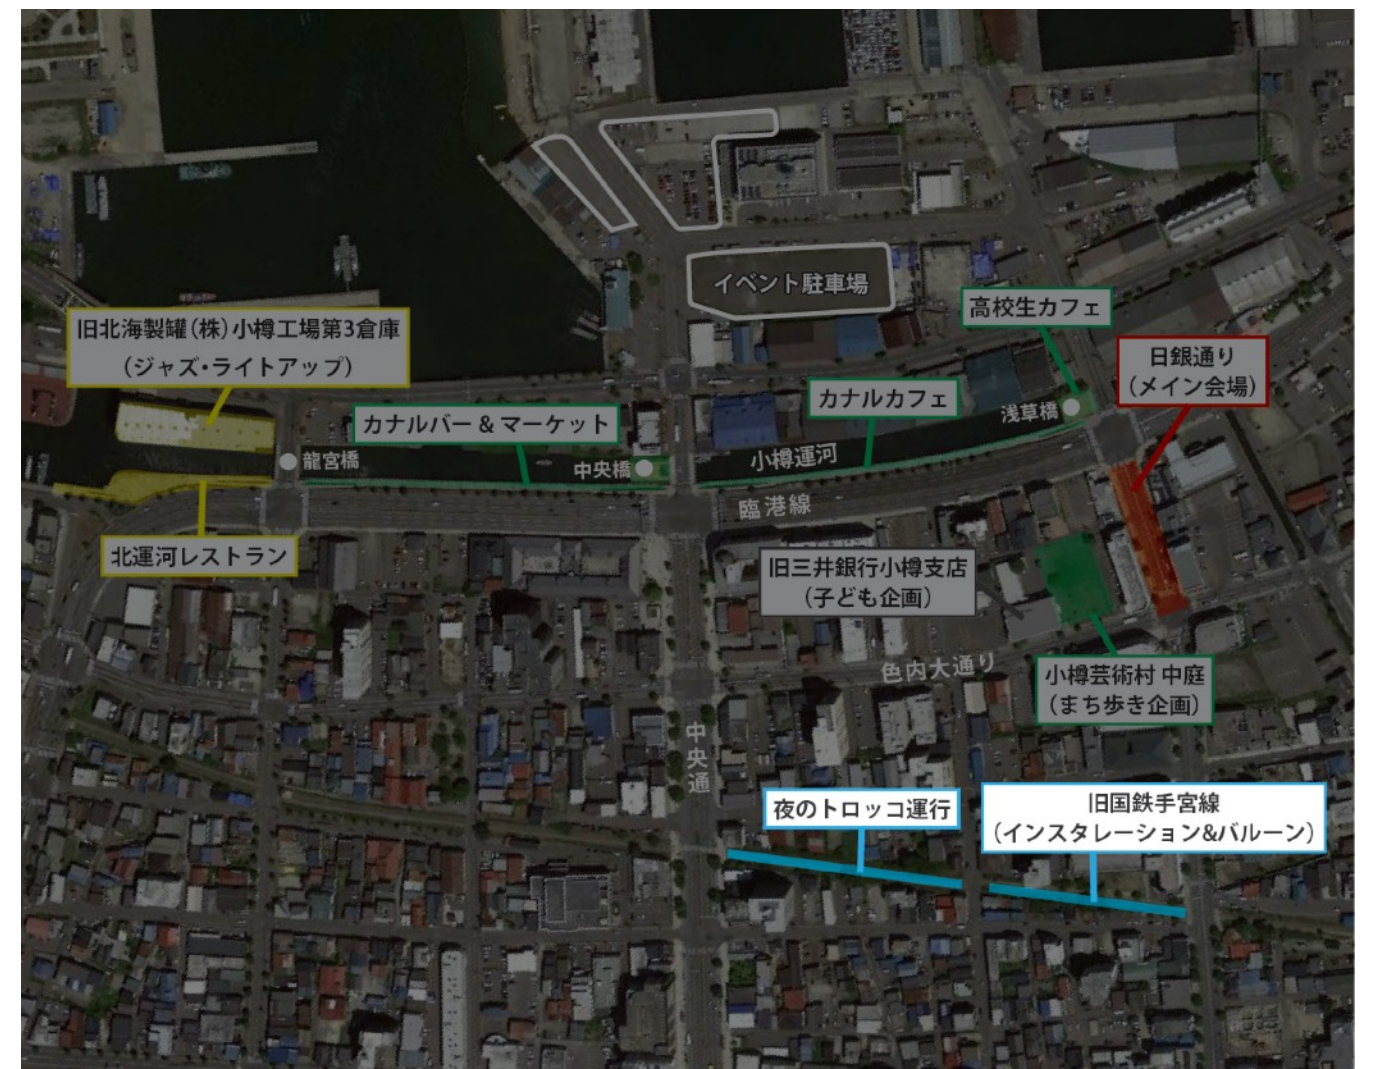 イベント駐車場
高校生カフェ
旧北海製罐(株)小樽工場第3倉庫
(ジャズ・ライトアップ)
日銀通り
(メイン会場)
カナルカフェ
カナルバー & マーケット
浅草橋
龍宮橋
中央橋
小樽運河
臨港線
北運河レストラン
旧三井銀行小樽支店
(子ども企画)
色内大通り
小樽芸術村 中庭
(まち歩き企画)
中央通
夜のトロッコ運行
旧国鉄手宮線
(インスタレーション&バルーン)